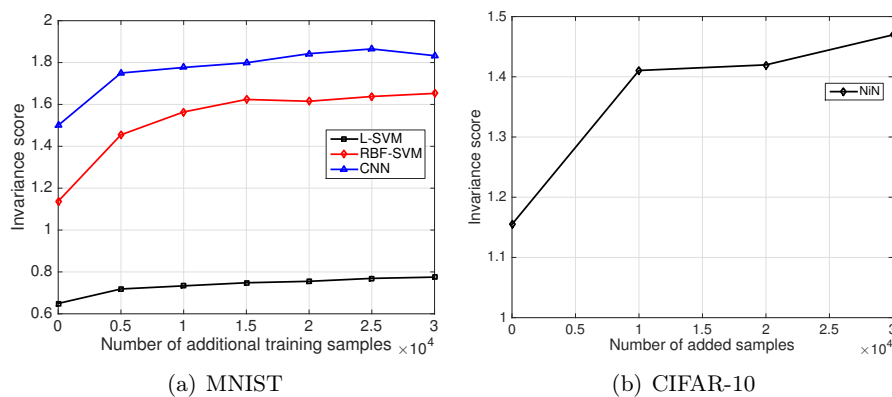 Invariance score
2
1.8
1.6
1.4
1.2
1
0.8
0.6
L-SVM
RBF-SVM
CNN
0 0.5 1 1.5 2 2.5 3
Number of additional training samples ×10^4
(a) MNIST
Invariance score
1.5
1.4
1.3
1.2
1.1
1
NiN
0 0.5 1 1.5 2 2.5 3
Number of added samples ×10^4
(b) CIFAR-10